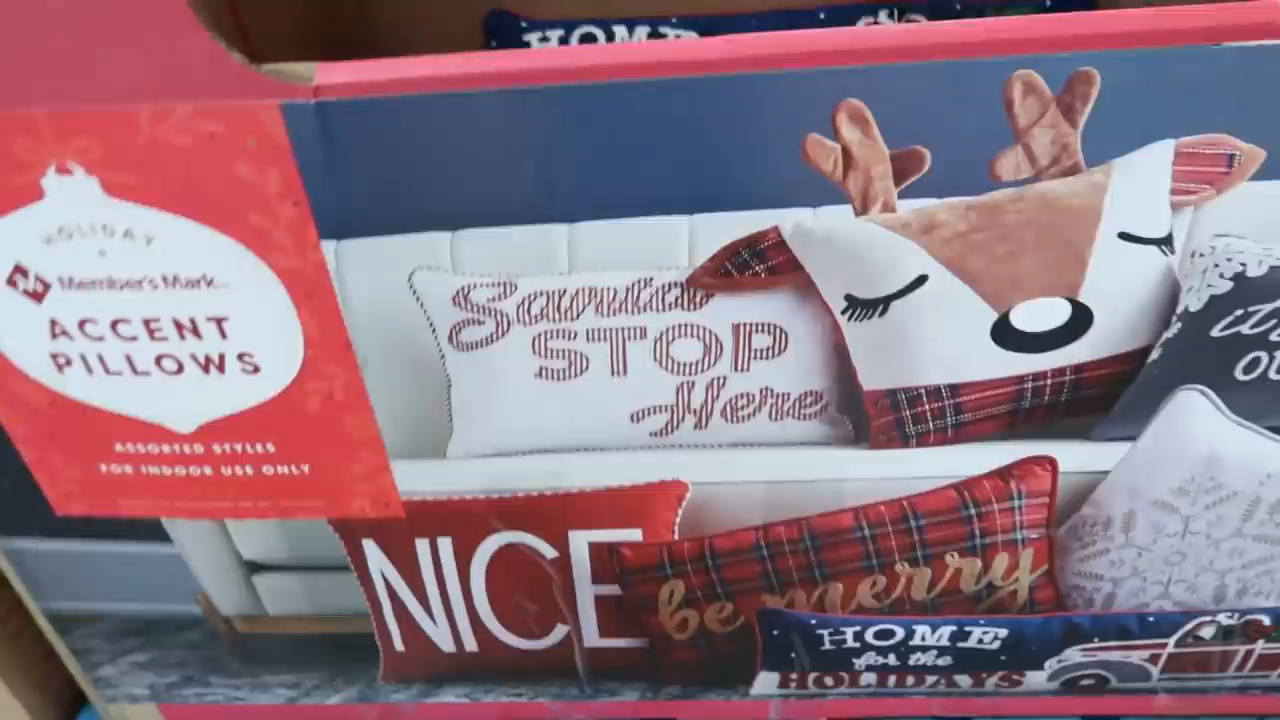 HOME
HOLIDAY
Member's Mark
ACCENT
PILLOWS
ASSORTED STYLES
FOR INDOOR USE ONLY
Santa
STOP
Here
NICE
be merry
HOME
for the
HOLIDAYS